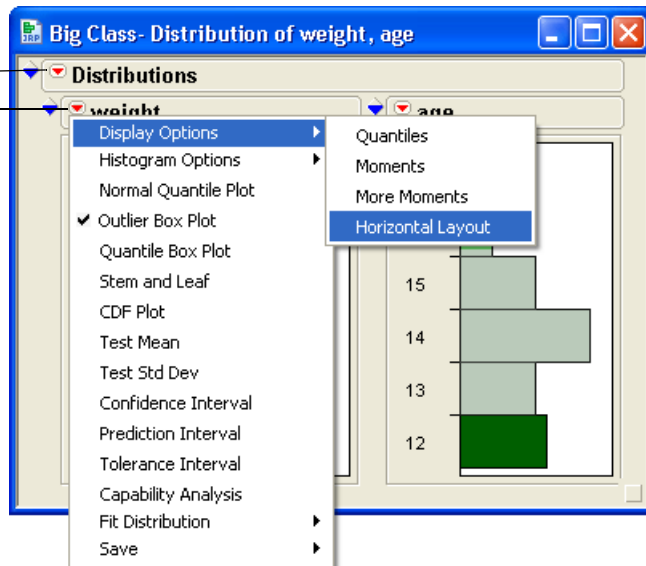 Big Class- Distribution of weight, age
Distributions
weight
age
Display Options
Histogram Options
Normal Quantile Plot
Outlier Box Plot
Quantile Box Plot
Stem and Leaf
CDF Plot
Test Mean
Test Std Dev
Confidence Interval
Prediction Interval
Tolerance Interval
Capability Analysis
Fit Distribution
Save
Quantiles
Moments
More Moments
Horizontal Layout
15
14
13
12